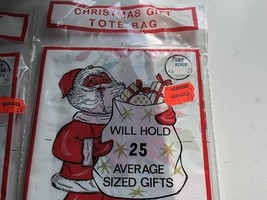 CHRISTMAS GIFT
TOTE BAG
WILL HOLD
25
AVERAGE
SIZED GIFTS